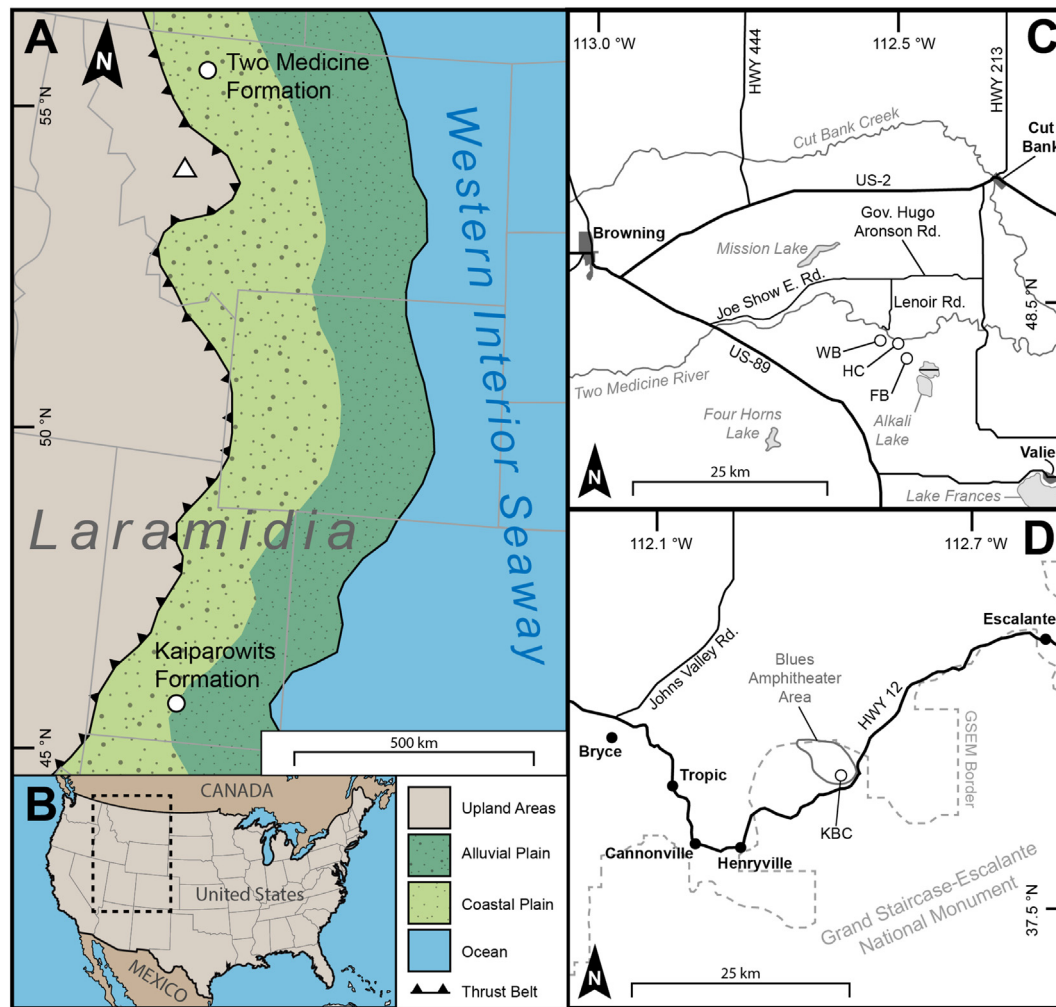 A
N
Two Medicine
Formation
55 °N
50 °N
45 °N
Laramidia
Western Interior Seaway
Kaiparowits
Formation
500 km
B
CANADA
United States
MEXICO
Upland Areas
Alluvial Plain
Coastal Plain
Ocean
Thrust Belt
C
113.0 °W
112.5 °W
HWY 444
HWY 213
Cut Bank Creek
Cut
Bank
US-2
Browning
Gov. Hugo
Aronson Rd.
Mission Lake
Joe Show E. Rd.
Lenoir Rd.
48.5 °N
WB
HC
FB
US-89
Two Medicine River
Four Horns
Lake
Alkali
Lake
Valie
Lake Frances
N
25 km
D
112.1 °W
112.7 °W
Escalante
Johns Valley Rd.
Blues
Amphitheater
Area
HWY 12
Bryce
Tropic
KBC
GSEM Border
Cannonville
Henryville
Grand Staircase-Escalante
National Monument
37.5 °N
N
25 km